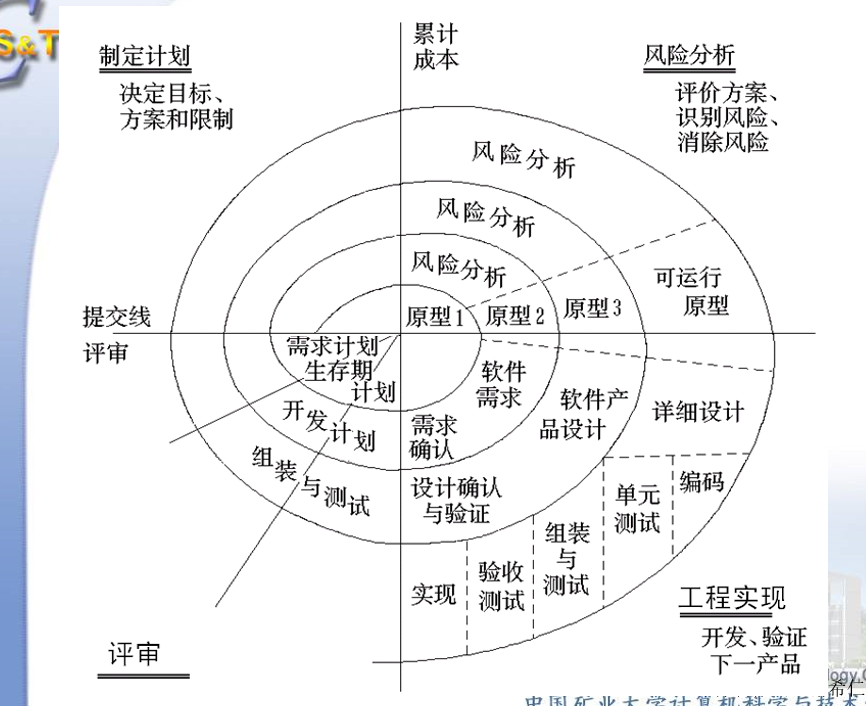 S&T
制定计划
决定目标、
方案和限制
累计
成本
风险分析
评价方案、
识别风险、
消除风险
风险分析
风险分析
风险分析
可运行
原型
提交线
原型1
原型2
原型3
评审
需求计划
生存期
计划
软件
需求
开发计划
需求
确认
软件产
品设计
详细设计
组装与测试
设计确认
与验证
单元
测试
编码
组装
与
测试
实现
验收
测试
工程实现
开发、验证
下一产品
评审
logy.
希仁
中国矿业大学计算机科学与技术